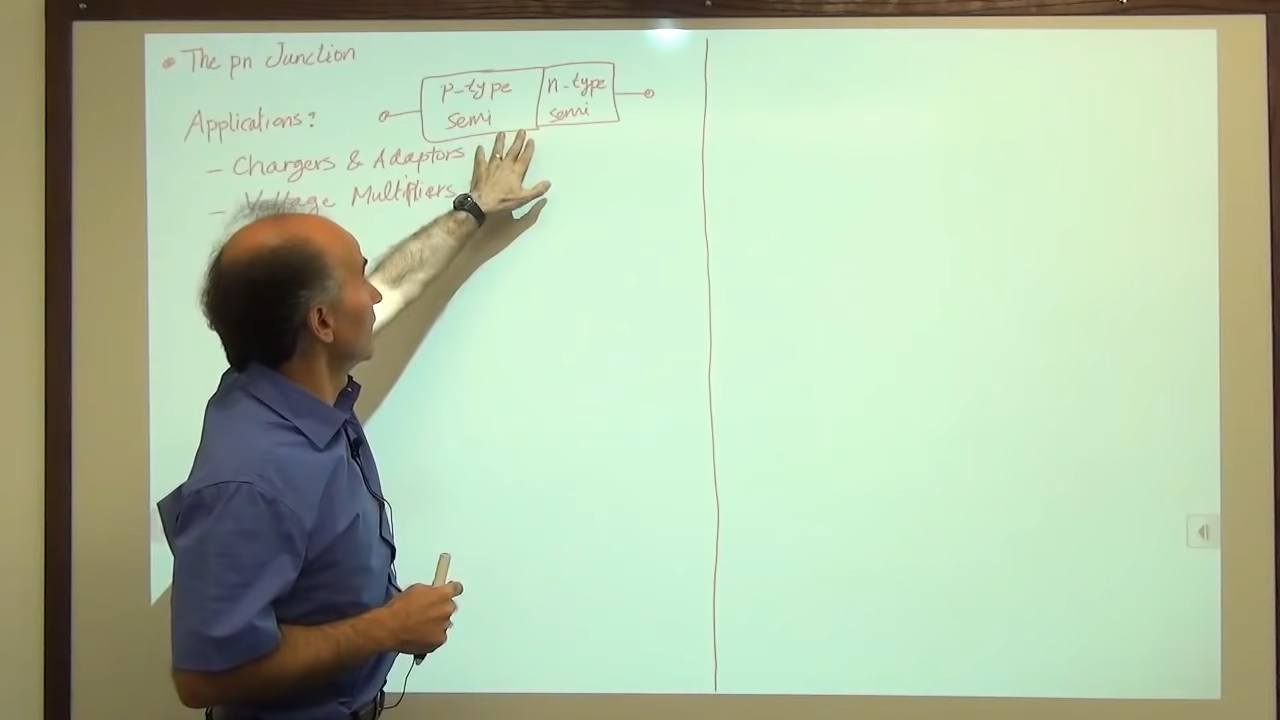 • The pn Junction
p-type semi
n-type semi
Applications?
- Chargers & Adaptors
- Voltage Multipliers